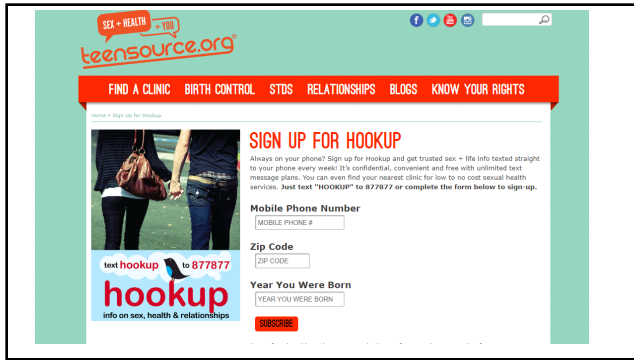 SEX + HEALTH + YOU
teensource.org®
FIND A CLINIC BIRTH CONTROL STDS RELATIONSHIPS BLOGS KNOW YOUR RIGHTS
Home » Sign Up for Hookup
SIGN UP FOR HOOKUP
Always on your phone? Sign up for Hookup and get trusted sex + life info texted straight
to your phone every week! It's confidential, convenient and free with unlimited text
message plans. You can even find your nearest clinic for low to no cost sexual health
services. Just text "HOOKUP" to 877877 or complete the form below to sign-up.
Mobile Phone Number
MOBILE PHONE #
Zip Code
ZIP CODE
Year You Were Born
YEAR YOU WERE BORN
SUBSCRIBE
text hookup to 877877
hookup
info on sex, health & relationships